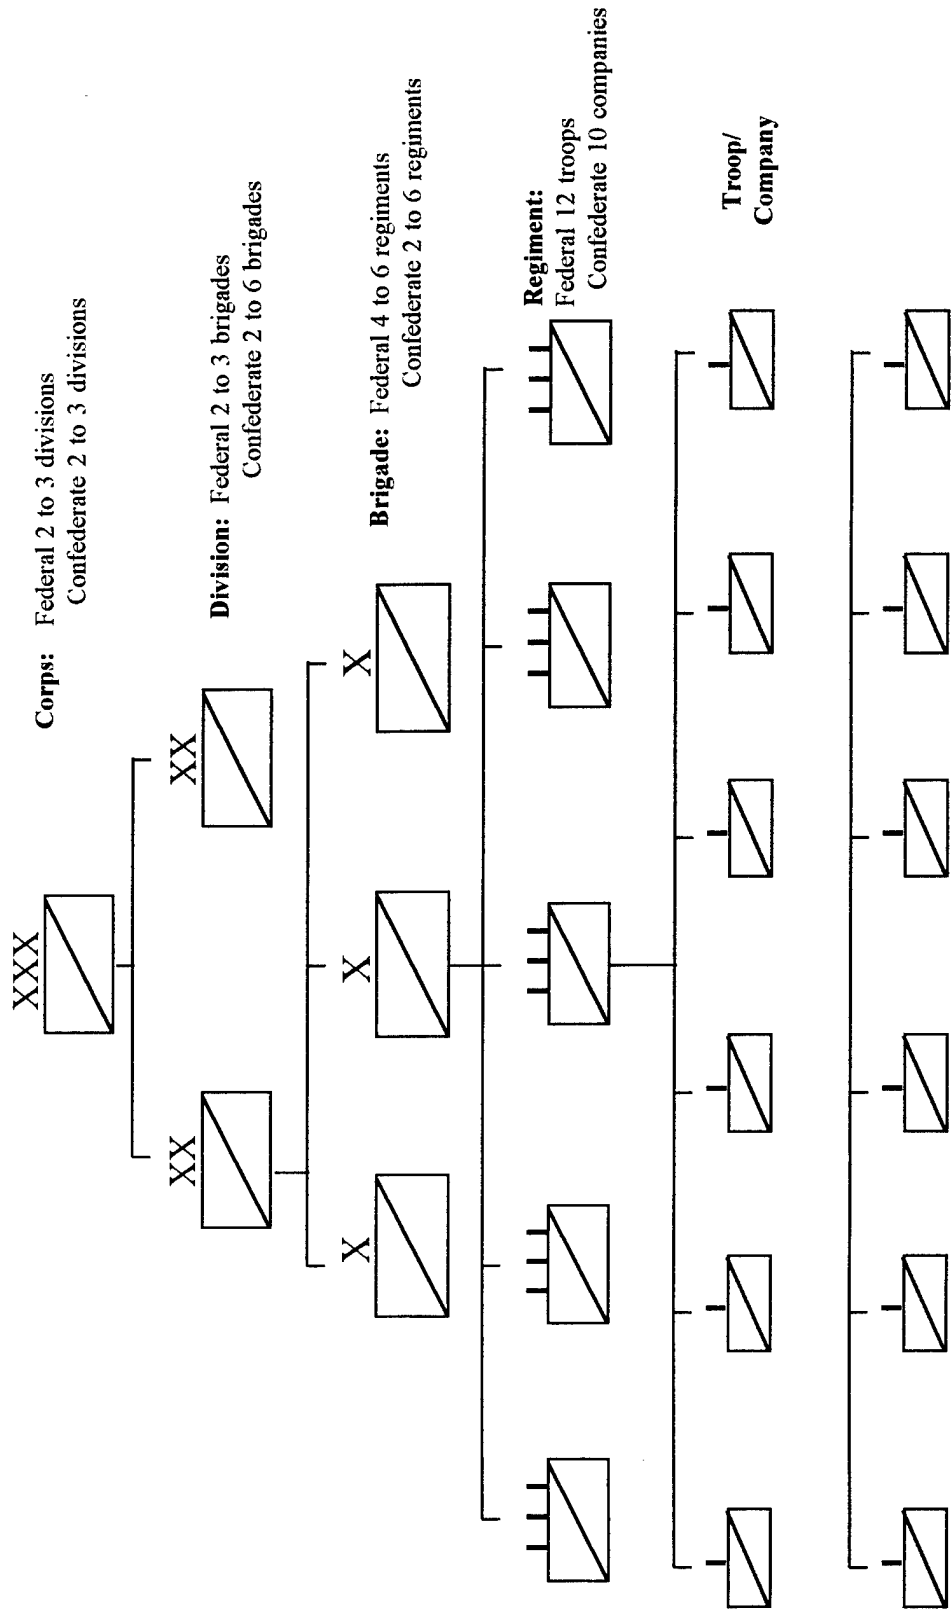 XXX
Corps: Federal 2 to 3 divisions
Confederate 2 to 3 divisions
XX
XX
Division: Federal 2 to 3 brigades
Confederate 2 to 6 brigades
X
X
X
Brigade: Federal 4 to 6 regiments
Confederate 2 to 6 regiments
Regiment:
Federal 12 troops
Confederate 10 companies
Troop/
Company